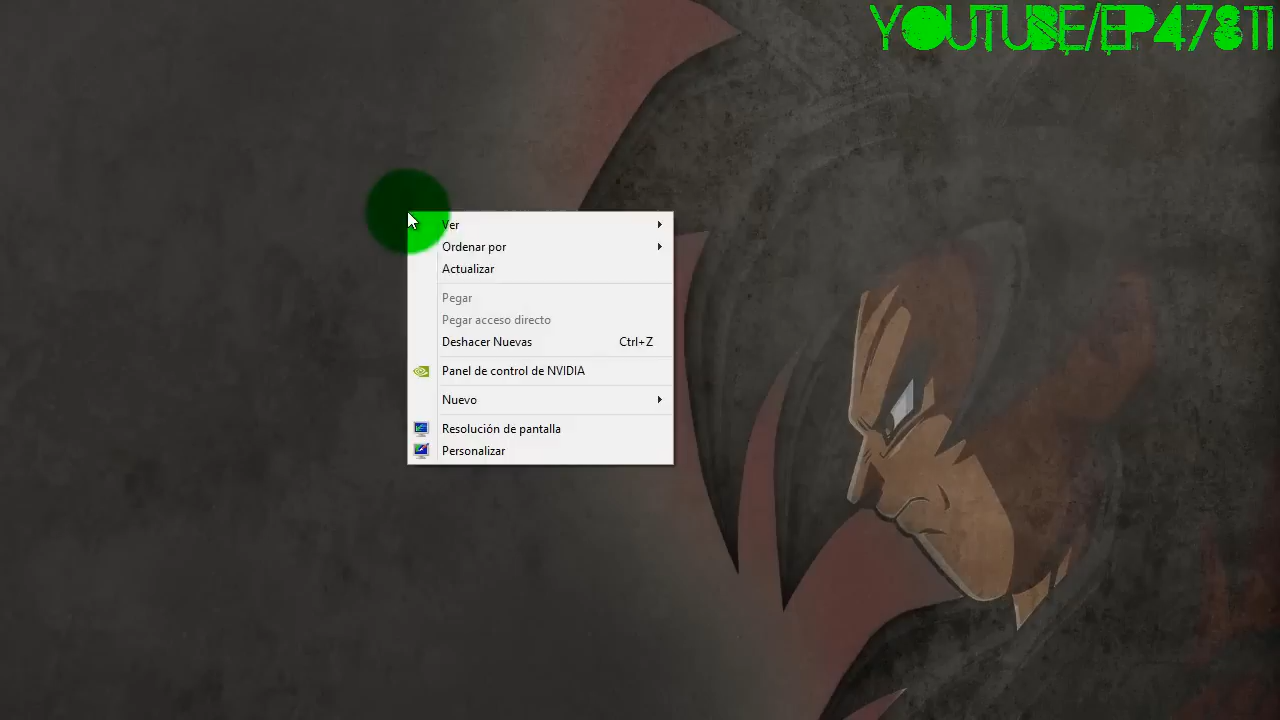 YOUTUBE/EP47811
Ver
Ordenar por
Actualizar
Pegar
Pegar acceso directo
Deshacer Nuevas Ctrl+Z
Panel de control de NVIDIA
Nuevo
Resolución de pantalla
Personalizar